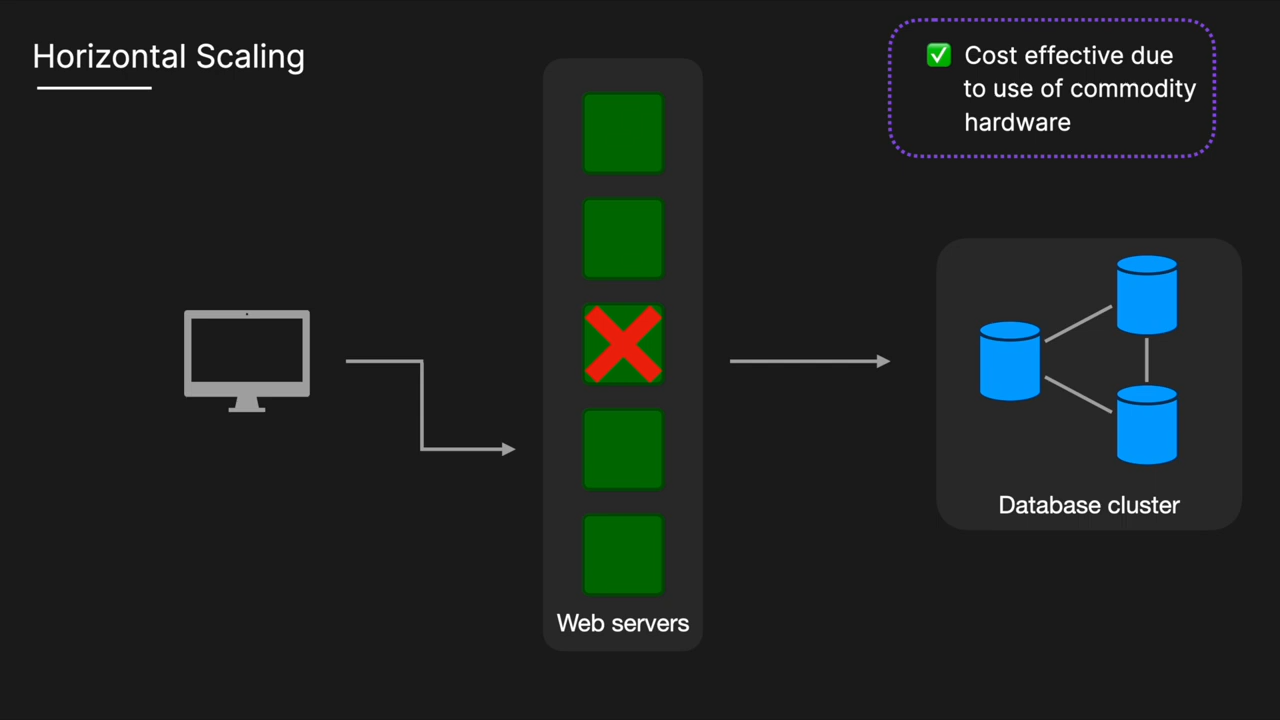 Horizontal Scaling
✅ Cost effective due
to use of commodity
hardware
Web servers
Database cluster